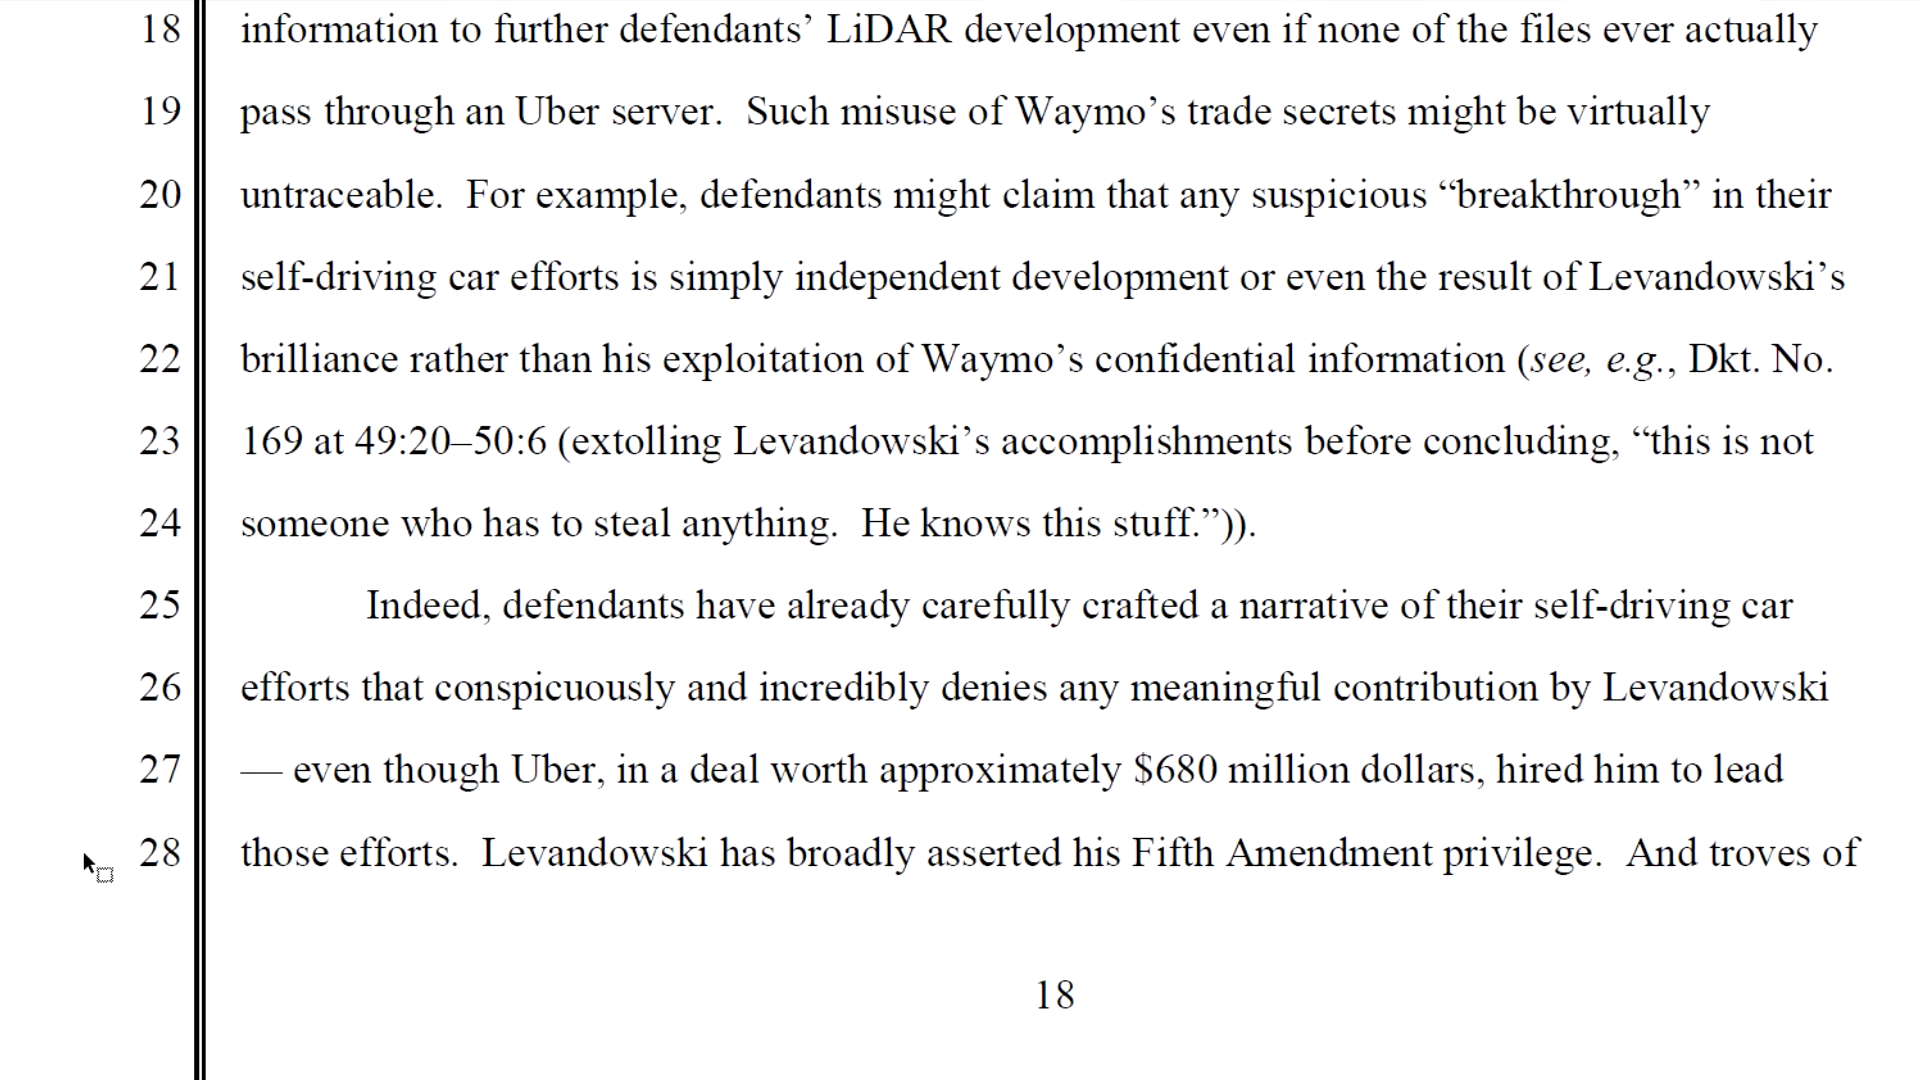 18 information to further defendants’ LiDAR development even if none of the files ever actually
19 pass through an Uber server.  Such misuse of Waymo’s trade secrets might be virtually
20 untraceable.  For example, defendants might claim that any suspicious “breakthrough” in their
21 self-driving car efforts is simply independent development or even the result of Levandowski’s
22 brilliance rather than his exploitation of Waymo’s confidential information (see, e.g., Dkt. No.
23 169 at 49:20–50:6 (extolling Levandowski’s accomplishments before concluding, “this is not
24 someone who has to steal anything.  He knows this stuff.”)).
25 Indeed, defendants have already carefully crafted a narrative of their self-driving car
26 efforts that conspicuously and incredibly denies any meaningful contribution by Levandowski
27 — even though Uber, in a deal worth approximately $680 million dollars, hired him to lead
28 those efforts.  Levandowski has broadly asserted his Fifth Amendment privilege.  And troves of
18